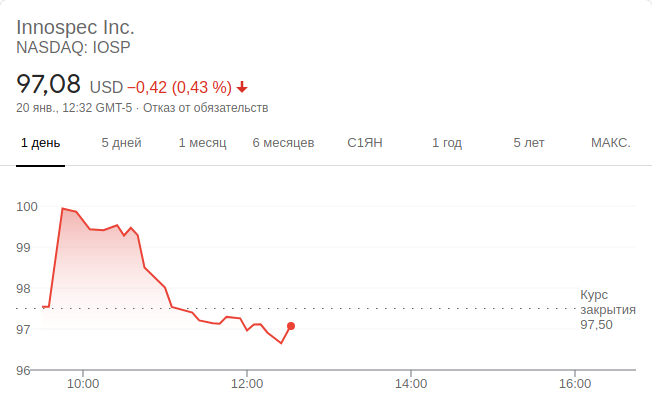 Innospec Inc.
NASDAQ: IOSP
97,08 USD −0,42 (0,43 %)
20 янв., 12:32 GMT-5 · Отказ от обязательств
1 день 5 дней 1 месяц 6 месяцев С1ЯН 1 год 5 лет МАКС.
100
99
98
97
96
Курс
закрытия
97,50
10:00 12:00 14:00 16:00